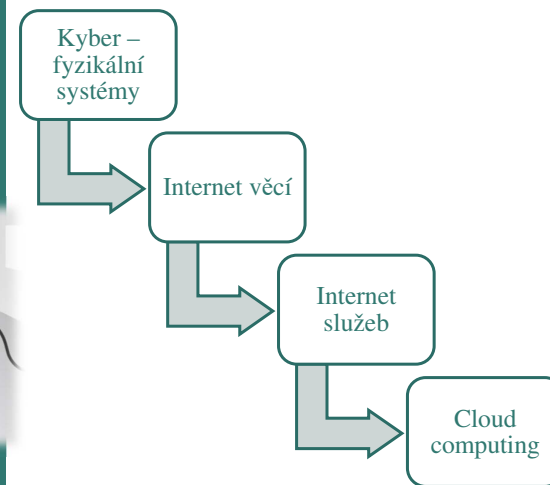 Kyber –
fyzikální
systémy
Internet věcí
Internet
služeb
Cloud
computing